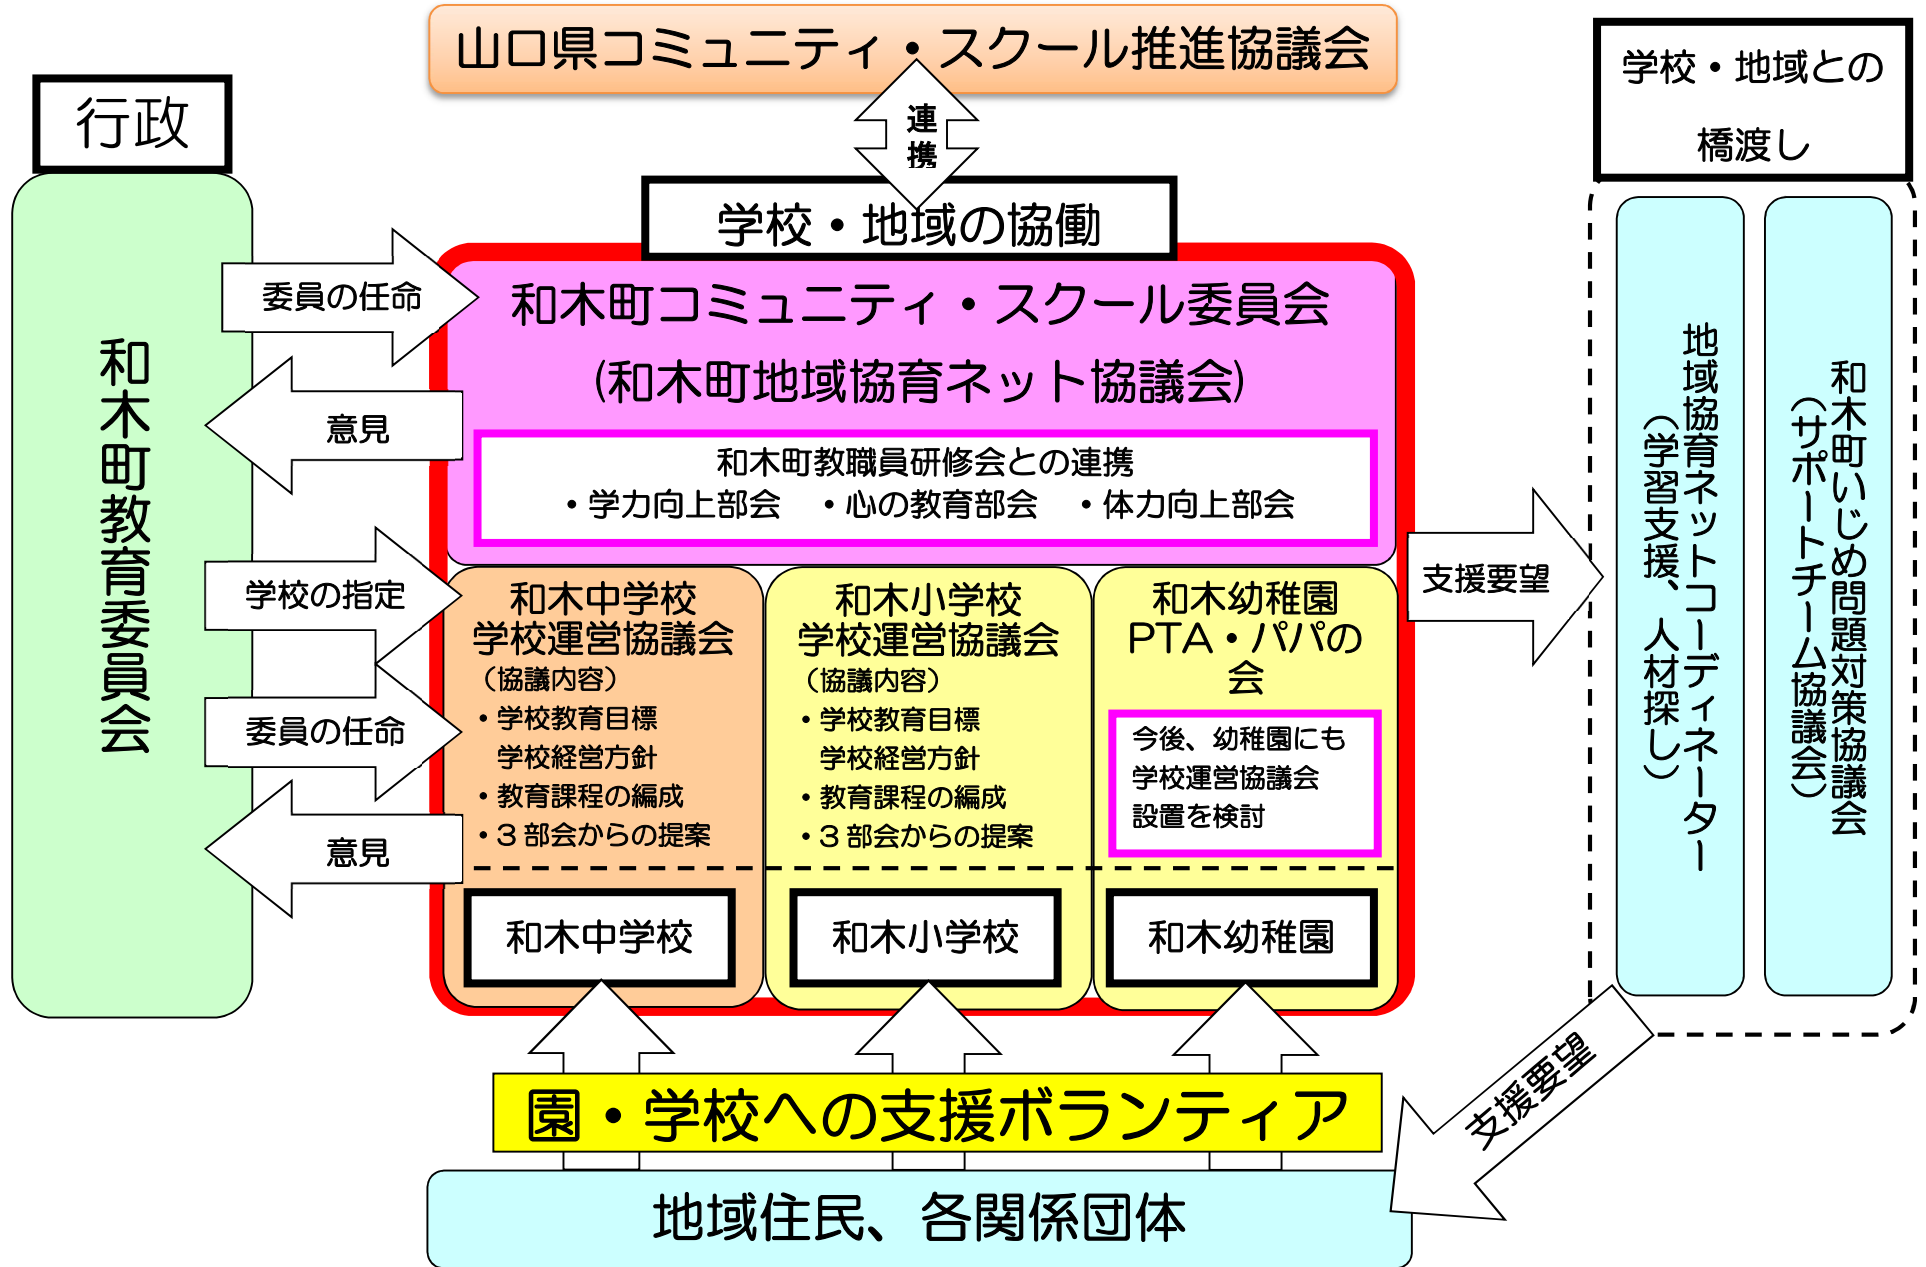 山口県コミュニティ・スクール推進協議会
連
携
行政
和木町教育委員会
学校・地域の協働
和木町コミュニティ・スクール委員会
(和木町地域協育ネット協議会)
和木町教職員研修会との連携
・学力向上部会　・心の教育部会　・体力向上部会
委員の任命
意見
学校の指定
委員の任命
意見
和木中学校
学校運営協議会
（協議内容）
・学校教育目標
学校経営方針
・教育課程の編成
・3部会からの提案
和木中学校
和木小学校
学校運営協議会
（協議内容）
・学校教育目標
学校経営方針
・教育課程の編成
・3部会からの提案
和木小学校
和木幼稚園
PTA・パパの
会
今後、幼稚園にも
学校運営協議会
設置を検討
和木幼稚園
支援要望
学校・地域との
橋渡し
和木町いじめ問題対策協議会
（サポートチーム協議会）
地域協育ネットコーディネーター
（学習支援、人材探し）
支援要望
園・学校への支援ボランティア
地域住民、各関係団体